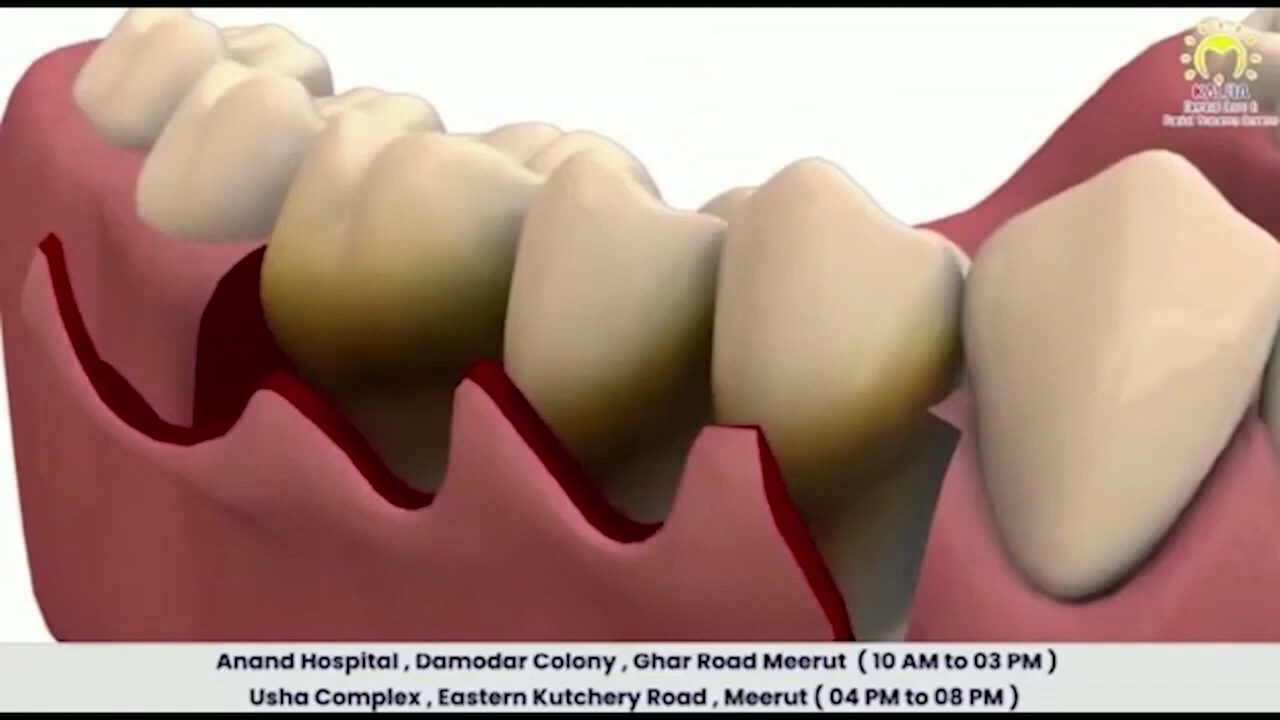 KALRA
Anand Hospital , Damodar Colony , Ghar Road Meerut ( 10 AM to 03 PM )
Usha Complex , Eastern Kutchery Road , Meerut ( 04 PM to 08 PM )